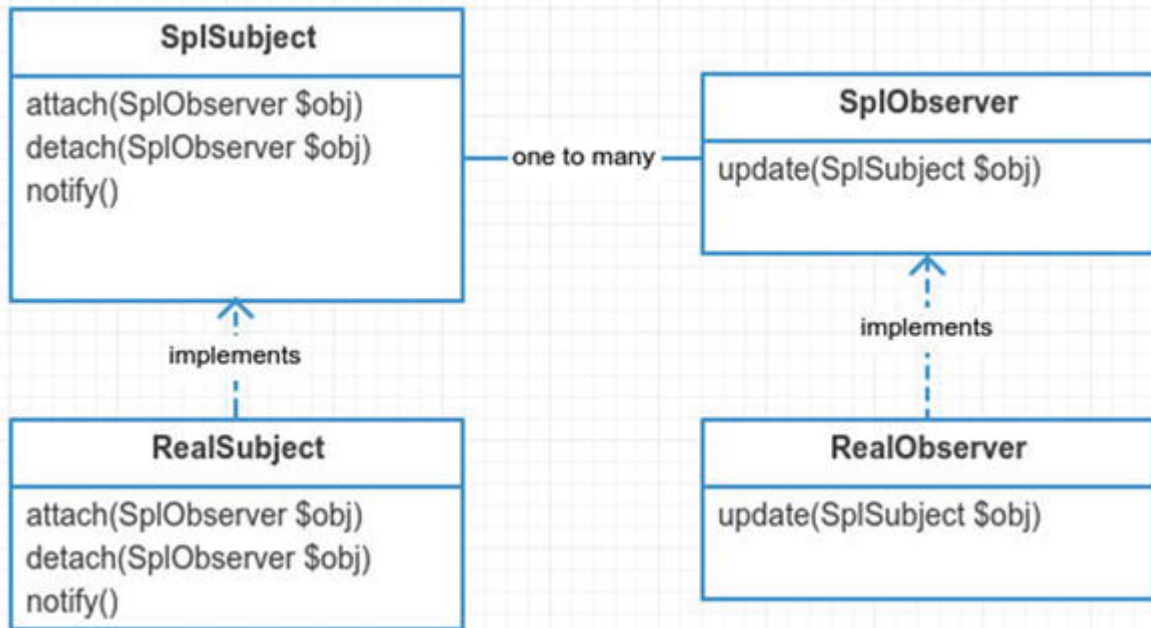 SplSubject
attach(SplObserver $obj)
detach(SplObserver $obj)
notify()
one to many
SplObserver
update(SplSubject $obj)
implements
implements
RealSubject
attach(SplObserver $obj)
detach(SplObserver $obj)
notify()
RealObserver
update(SplSubject $obj)